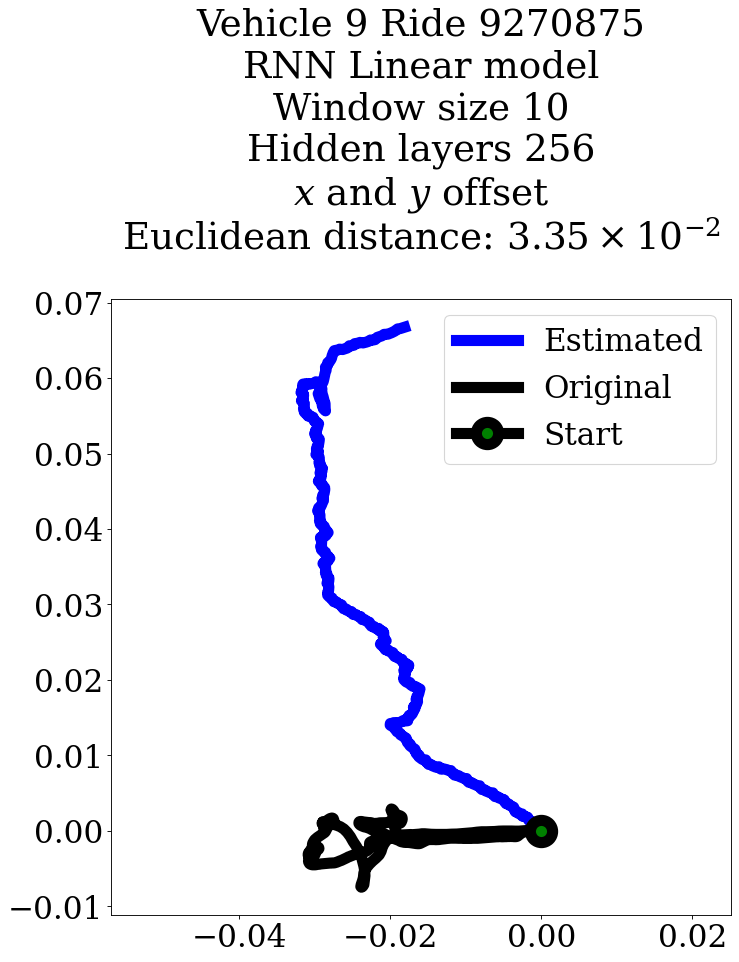 Vehicle 9 Ride 9270875
RNN Linear model
Window size 10
Hidden layers 256
x and y offset
Euclidean distance: 3.35 × 10⁻²
Estimated
Original
Start
0.07
0.06
0.05
0.04
0.03
0.02
0.01
0.00
−0.01
−0.04 −0.02 0.00 0.02